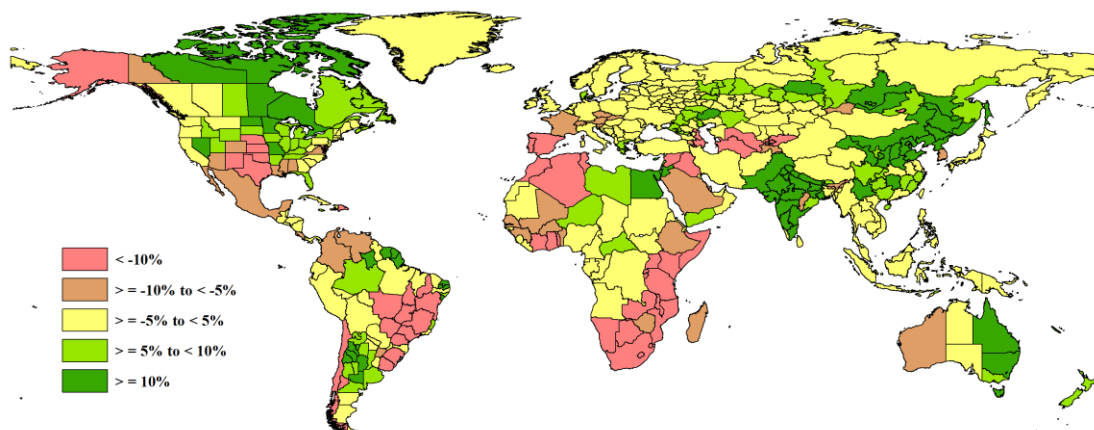 < -10%
> = -10% to < -5%
> = -5% to < 5%
> = 5% to < 10%
> = 10%